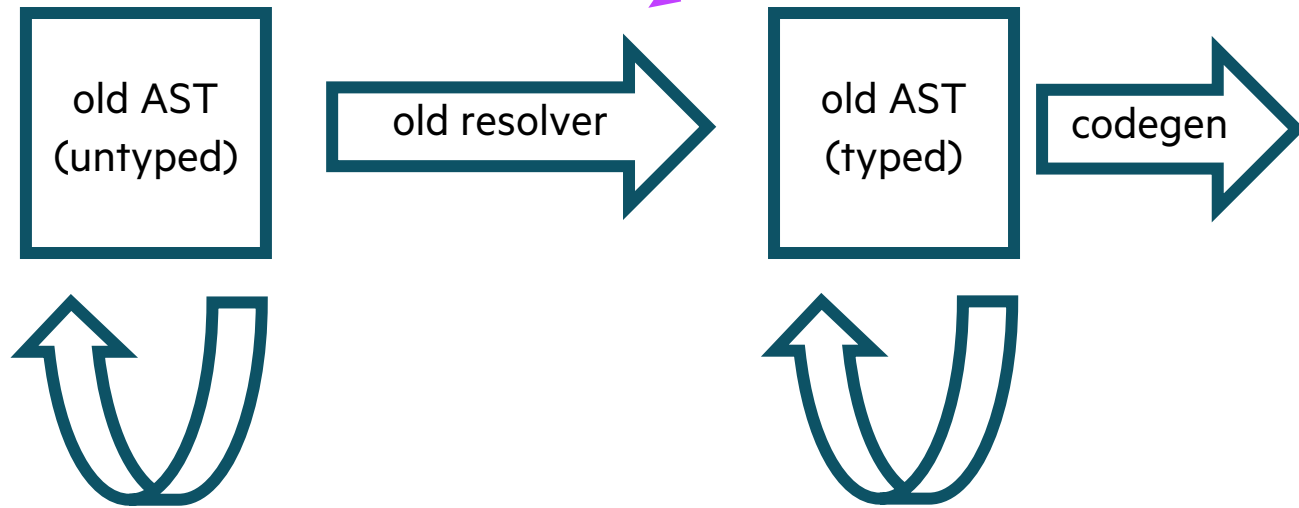 old AST
(untyped)
old resolver
old AST
(typed)
codegen